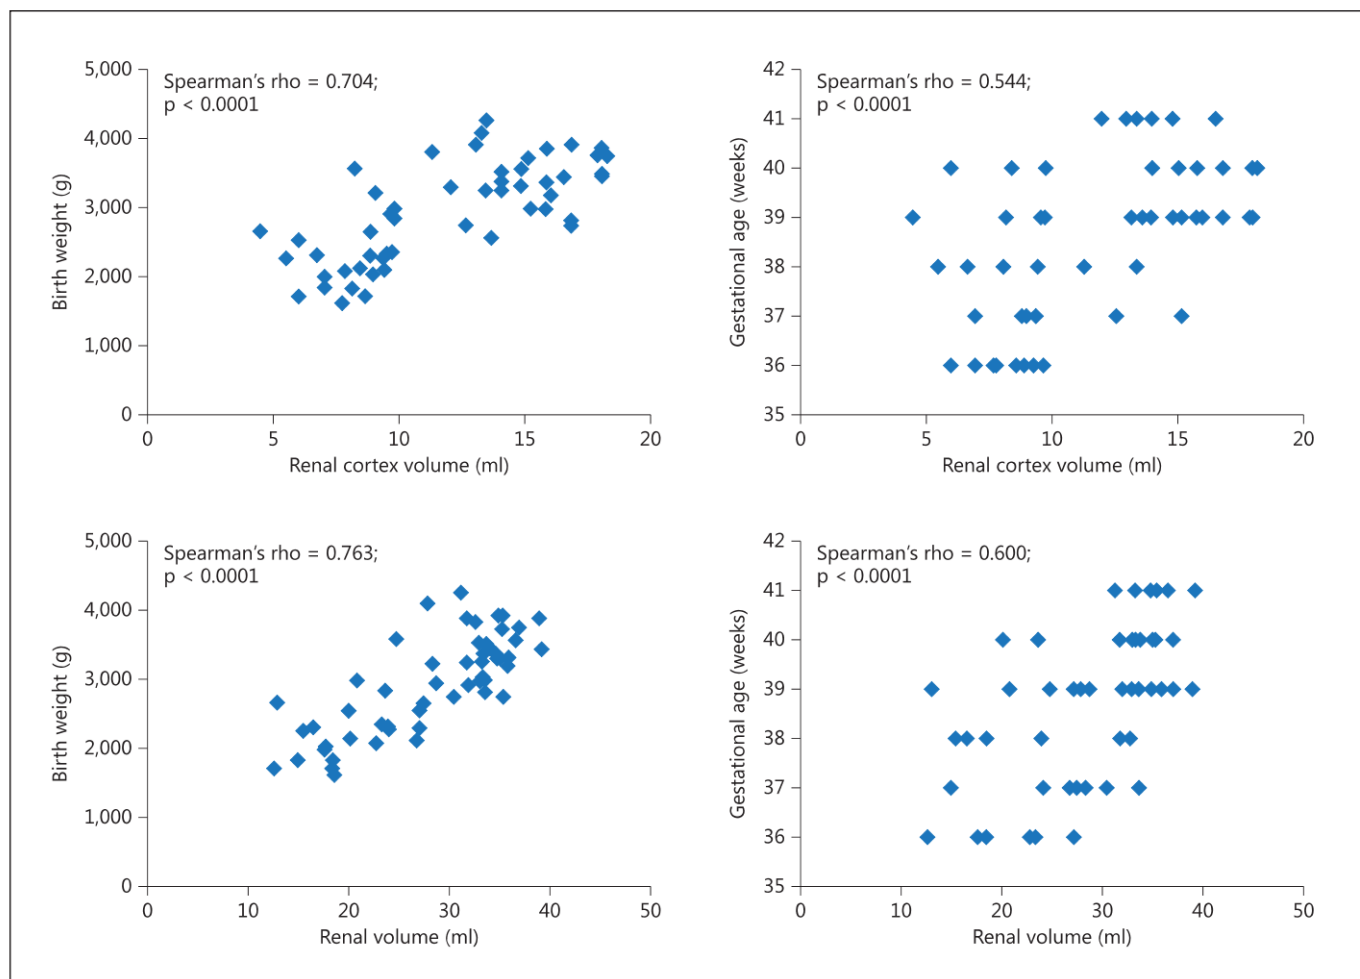 Spearman's rho = 0.704;
p < 0.0001
5,000
4,000
3,000
2,000
1,000
0
Birth weight (g)
0 5 10 15 20
Renal cortex volume (ml)
Spearman's rho = 0.544;
p < 0.0001
42
41
40
39
38
37
36
35
Gestational age (weeks)
0 5 10 15 20
Renal cortex volume (ml)
Spearman's rho = 0.763;
p < 0.0001
5,000
4,000
3,000
2,000
1,000
0
Birth weight (g)
0 10 20 30 40 50
Renal volume (ml)
Spearman's rho = 0.600;
p < 0.0001
42
41
40
39
38
37
36
35
Gestational age (weeks)
0 10 20 30 40 50
Renal volume (ml)